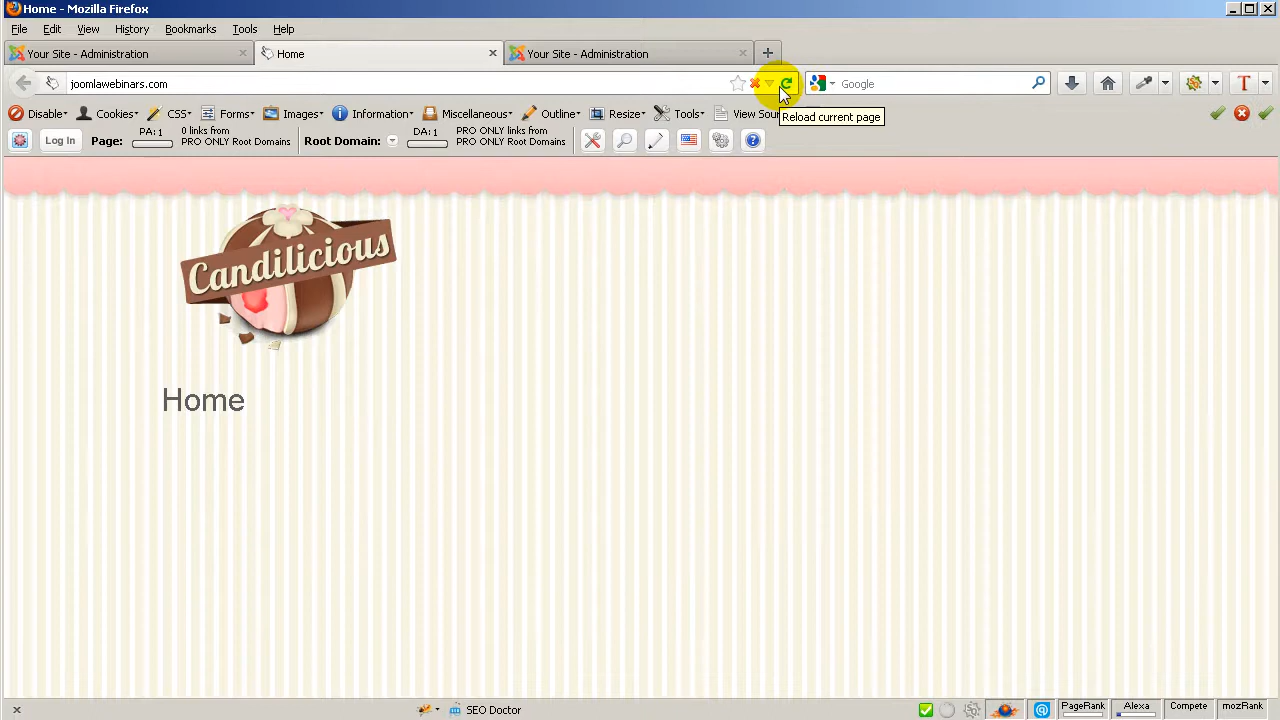 Home - Mozilla Firefox
File Edit View History Bookmarks Tools Help
Your Site - Administration Home Your Site - Administration
joomlawebinars.com Google
Disable Cookies CSS Forms Images Information Miscellaneous Outline Resize Tools View Sour
Reload current page
Log In Page: PA: 1 0 links from PRO ONLY Root Domains Root Domain: DA: 1 PRO ONLY links from PRO ONLY Root Domains
Candilicious
Home
SEO Doctor PageRank Alexa Compete mozRank